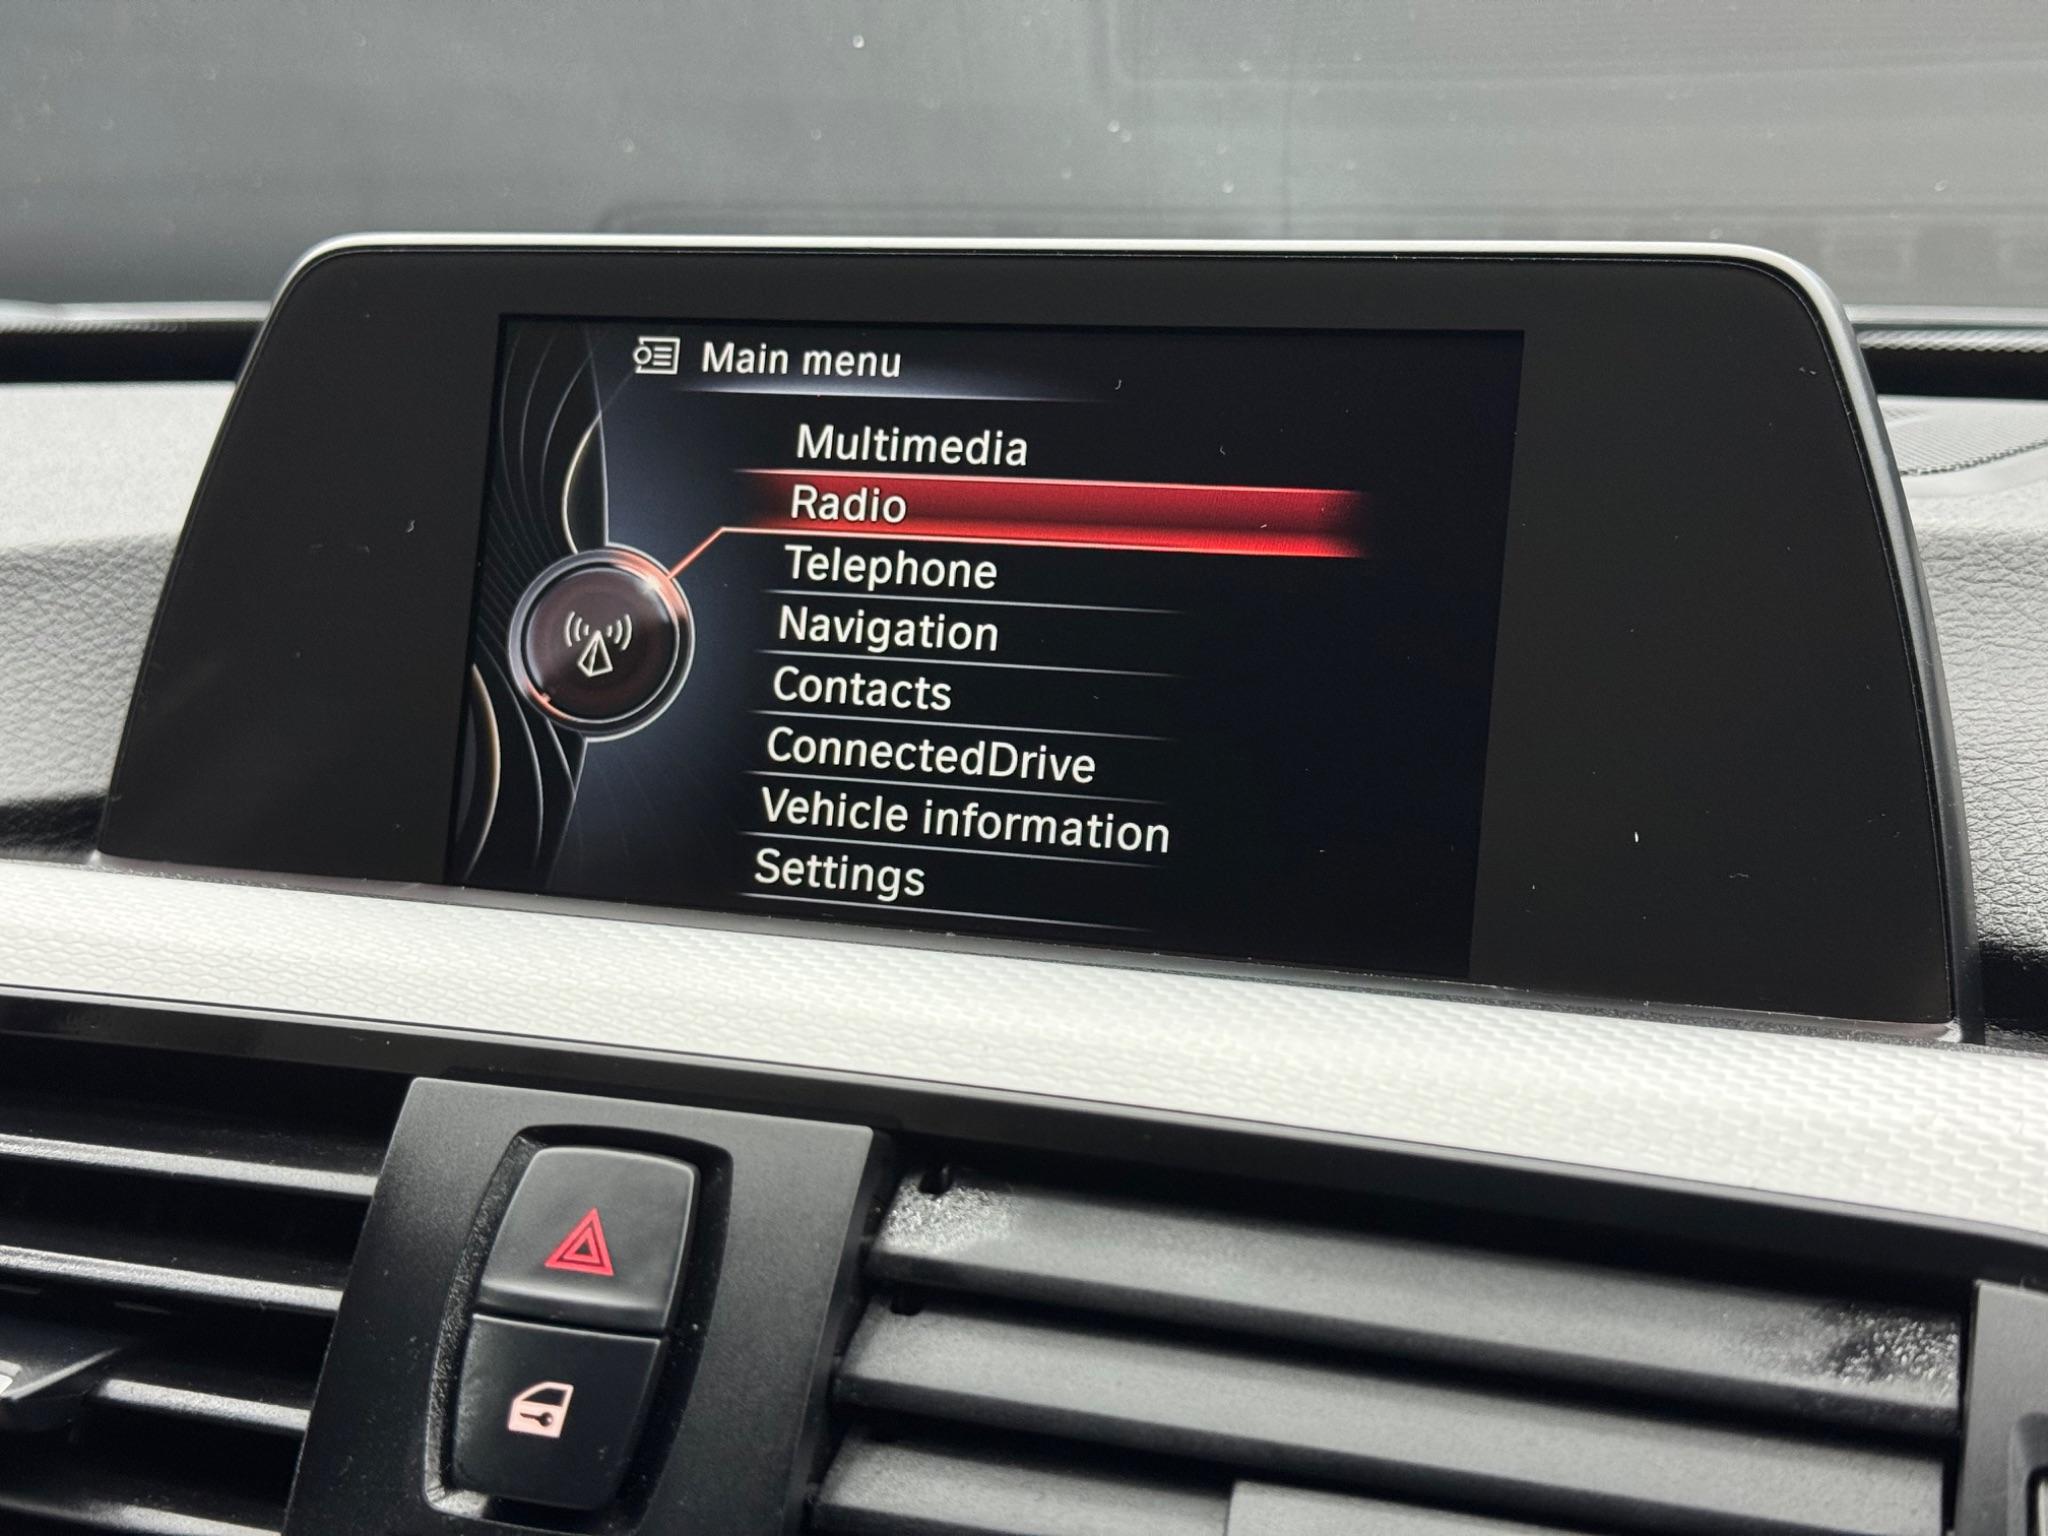 Main menu
Multimedia
Radio
Telephone
Navigation
Contacts
ConnectedDrive
Vehicle information
Settings